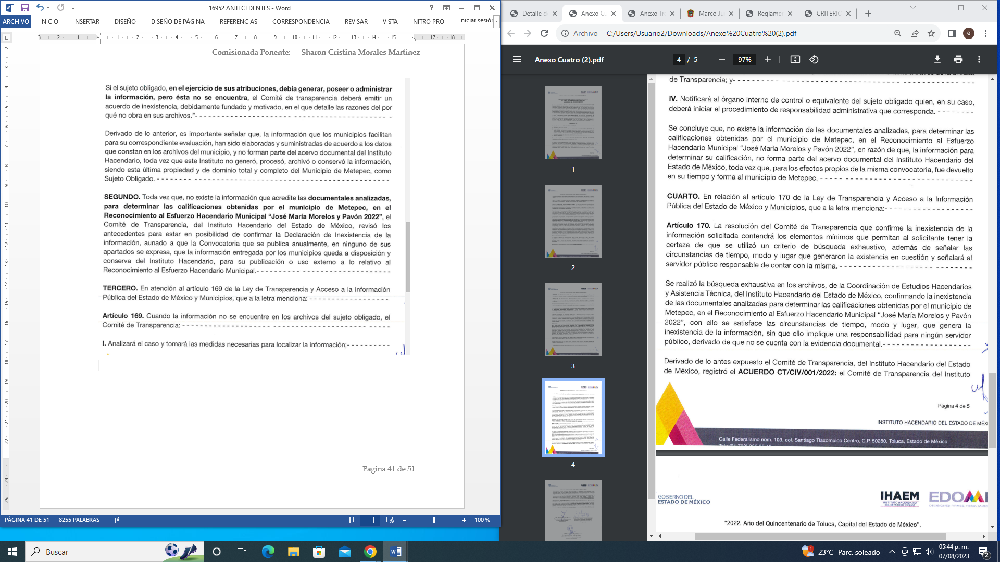 16952 ANTECEDENTES - Word
ARCHIVO INICIO INSERTAR DISEÑO DISEÑO DE PÁGINA REFERENCIAS CORRESPONDENCIA REVISAR VISTA NITRO PRO Iniciar sesión
Comisionada Ponente: Sharon Cristina Morales Martínez
Si el sujeto obligado, en el ejercicio de sus atribuciones, debía generar, poseer o administrar
la información, pero ésta no se encuentra, el Comité de transparencia deberá emitir un
acuerdo de inexistencia, debidamente fundado y motivado, en el que detalle las razones del por
qué no obra en sus archivos."- - - - - - - - - - - - - - - - - - - - - - - - - - - - - - - - - - - - - - - - - - - - - -
Derivado de lo anterior, es importante señalar que, la información que los municipios facilitan
para su correspondiente evaluación, han sido elaboradas y suministradas de acuerdo a los datos
que constan en los archivos del municipio, y no forman parte del acervo documental del Instituto
Hacendario, toda vez que este Instituto no generó, procesó, archivó o conservó la información,
siendo esta última propiedad y de dominio total y completo del Municipio de Metepec, como
Sujeto Obligado. - - - - - - - - - - - - - - - - - - - - - - - - - - - - - - - - - - - - - - - - - - - - - - - - - - - - - -
SEGUNDO. Toda vez que, no existe la información que acredite las documentales analizadas,
para determinar las calificaciones obtenidas por el municipio de Metepec, en el
Reconocimiento al Esfuerzo Hacendario Municipal "José María Morelos y Pavón 2022", el
Comité de Transparencia, del Instituto Hacendario del Estado de México, revisó los
antecedentes para estar en posibilidad de confirmar la Declaración de Inexistencia de la
información, aunado a que la Convocatoria que se publica anualmente, en ninguno de sus
apartados se expresa, que la información entregada por los municipios queda a disposición y
conserva del Instituto Hacendario, para su publicación o uso externo a lo relativo al
Reconocimiento al Esfuerzo Hacendario Municipal.- - - - - - - - - - - - - - - - - - - - - - - - - - - - - - -
TERCERO. En atención al artículo 169 de la Ley de Transparencia y Acceso a la Información
Pública del Estado de México y Municipios, que a la letra menciona: - - - - - - - - - - - - - - - - - -
Artículo 169. Cuando la información no se encuentre en los archivos del sujeto obligado, el
Comité de Transparencia: - - - - - - - - - - - - - - - - - - - - - - - - - - - - - - - - - - - - - - - - - - - - - - -
I. Analizará el caso y tomará las medidas necesarias para localizar la información;- - - - - - - - - -
Página 41 de 51
PÁGINA 41 DE 51 8255 PALABRAS 100 %
Detalle d Anexo Cu Anexo Tr Marco Ju Reglame CRITERIO
Archivo C:/Users/Usuario2/Downloads/Anexo%20Cuatro%20(2).pdf e
Anexo Cuatro (2).pdf 4 / 5 97%
1
2
3
4
de Transparencia; y- - - - - - - - - - - - - - - - - - - - - - - - - - - - - - - - - - - - - - - - - - - - - - - -
IV. Notificará al órgano interno de control o equivalente del sujeto obligado quien, en su caso,
deberá iniciar el procedimiento de responsabilidad administrativa que corresponda. - - - - - - - -
Se concluye que, no existe la información de las documentales analizadas, para determinar las
calificaciones obtenidas por el municipio de Metepec, en el Reconocimiento al Esfuerzo
Hacendario Municipal "José María Morelos y Pavón 2022", en razón de que, la información para
determinar su calificación, no forma parte del acervo documental del Instituto Hacendario del
Estado de México, toda vez que, para los efectos propios de la misma convocatoria, fue devuelto
en su tiempo y forma al municipio de Metepec. - - - - - - - - - - - - - - - - - - - - - - - - - - - - - - - - - -
CUARTO. En relación al artículo 170 de la Ley de Transparencia y Acceso a la Información
Pública del Estado de México y Municipios, que a la letra menciona:- - - - - - - - - - - - - - - - - - - -
Artículo 170. La resolución del Comité de Transparencia que confirme la inexistencia de la
información solicitada contendrá los elementos mínimos que permitan al solicitante tener la
certeza de que se utilizó un criterio de búsqueda exhaustivo, además de señalar las
circunstancias de tiempo, modo y lugar que generaron la existencia en cuestión y señalará al
servidor público responsable de contar con la misma. - - - - - - - - - - - - - - - - - - - - - - - - - - - - -
Se realizó la búsqueda exhaustiva en los archivos, de la Coordinación de Estudios Hacendarios
y Asistencia Técnica, del Instituto Hacendario del Estado de México, confirmando la inexistencia
de las documentales analizadas para determinar las calificaciones obtenidas por el municipio de
Metepec, en el Reconocimiento al Esfuerzo Hacendario Municipal "José María Morelos y Pavón
2022", con ello se satisface las circunstancias de tiempo, modo y lugar, que genera la
inexistencia de la información, sin que ello implique una responsabilidad para ningún servidor
público, derivado de que no se cuenta con la evidencia documental.- - - - - - - - - - - - - - - - - - - -
Derivado de lo antes expuesto el Comité de Transparencia, del Instituto Hacendario del Estado
de México, registró el ACUERDO CT/CIV/001/2022: el Comité de Transparencia del Instituto
Página 4 de 5
INSTITUTO HACENDARIO DEL ESTADO DE MÉXI
Calle Federalismo núm. 103, col. Santiago Tlaxomulco Centro, C.P. 50280, Toluca, Estado de México.
GOBIERNO DEL
ESTADO DE MÉXICO
IHAEM
INSTITUTO HACENDARIO
DEL ESTADO DE MÉXICO
EDOM
DECISIONES FIRMES, RESULTADO
"2022. Año del Quincentenario de Toluca, Capital del Estado de México".
Buscar
23°C Parc. soleado
05:44 p. m.
07/08/2023
2